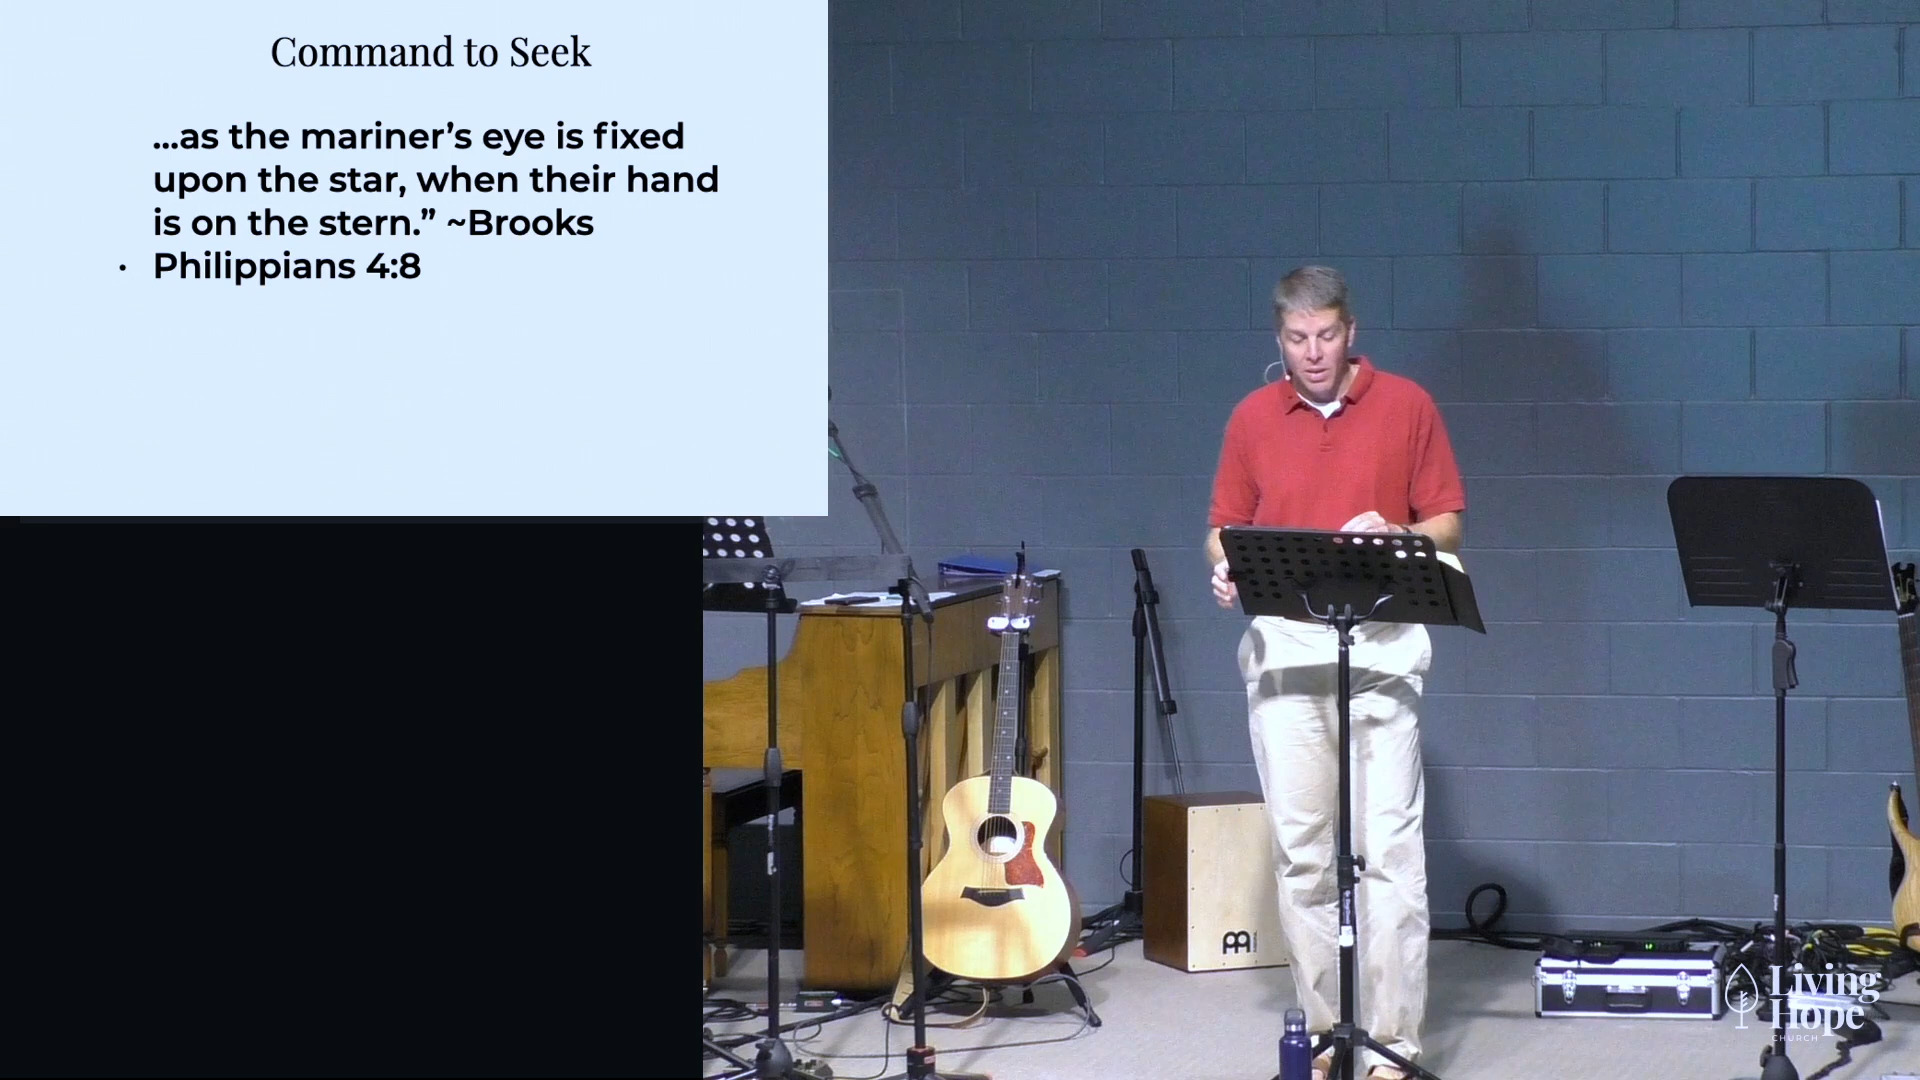 Command to Seek
...as the mariner’s eye is fixed
upon the star, when their hand
is on the stern.” ~Brooks
• Philippians 4:8
Living
Hope
CHURCH